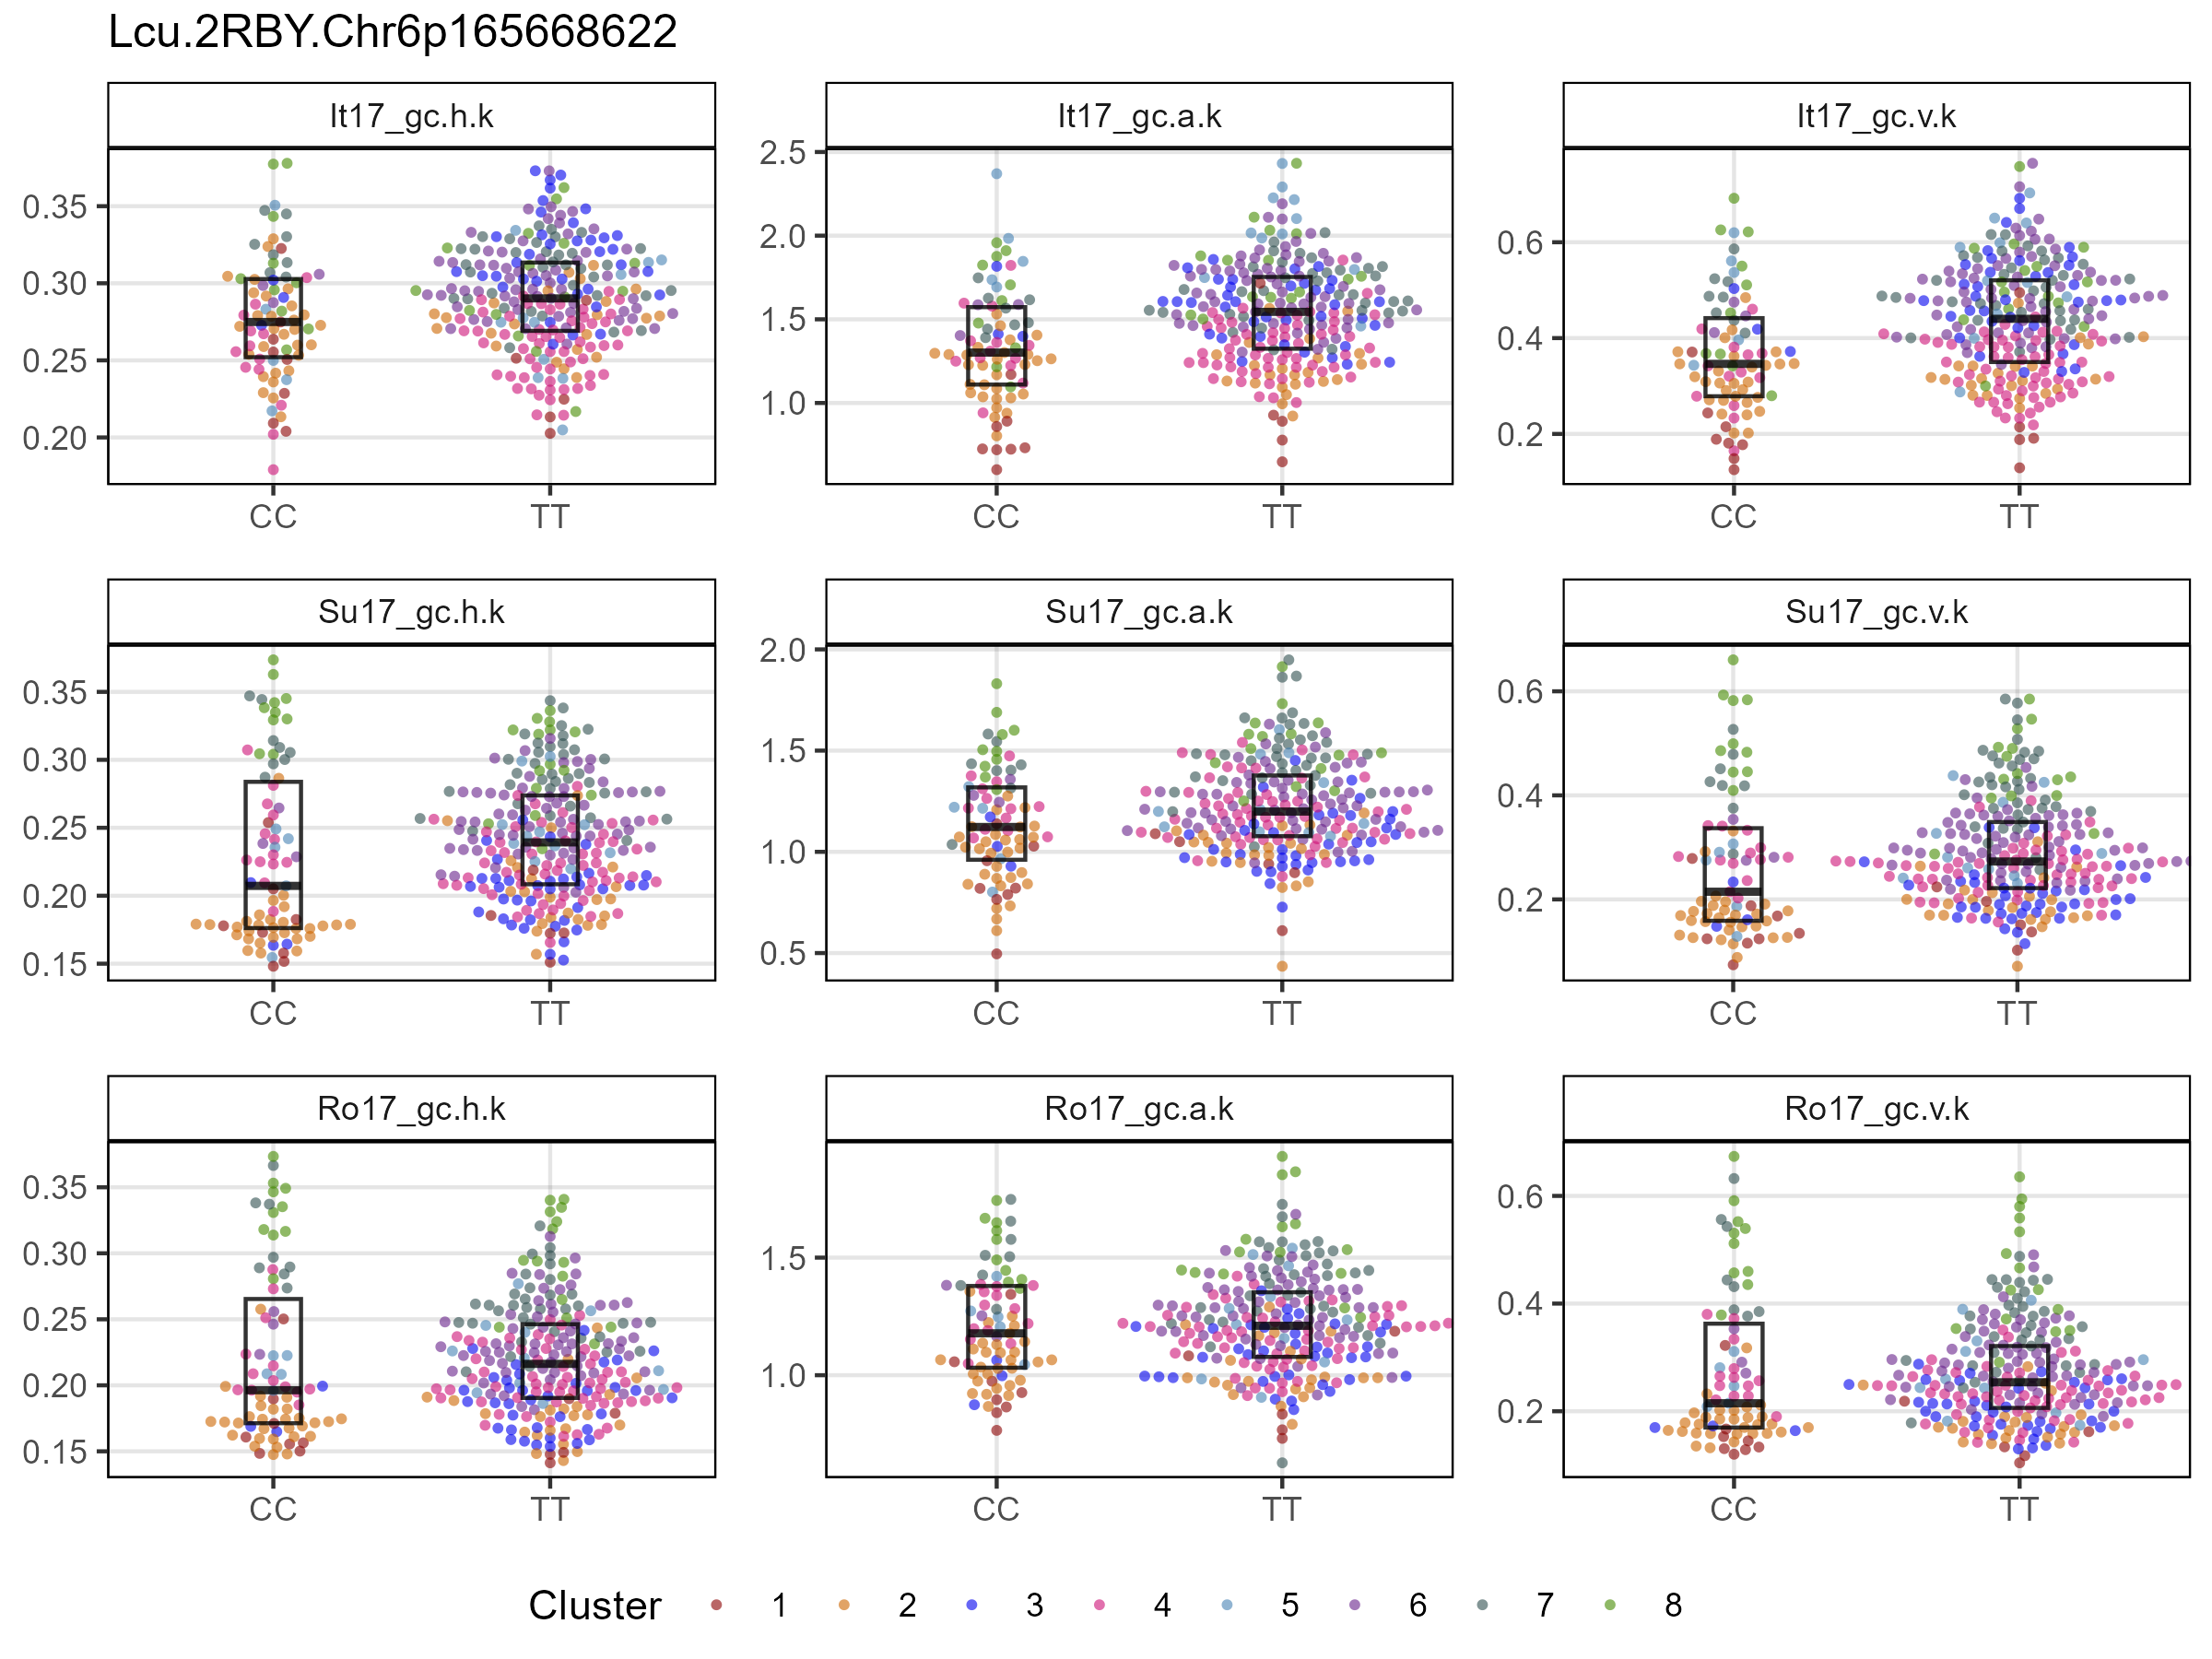 Lcu.2RBY.Chr6p165668622
It17_gc.h.k
It17_gc.a.k
It17_gc.v.k
0.35
0.30
0.25
0.20
CC
TT
2.5
2.0
1.5
1.0
CC
TT
0.6
0.4
0.2
CC
TT
Su17_gc.h.k
Su17_gc.a.k
Su17_gc.v.k
0.35
0.30
0.25
0.20
0.15
CC
TT
2.0
1.5
1.0
0.5
CC
TT
0.6
0.4
0.2
CC
TT
Ro17_gc.h.k
Ro17_gc.a.k
Ro17_gc.v.k
0.35
0.30
0.25
0.20
0.15
CC
TT
1.5
1.0
CC
TT
0.6
0.4
0.2
CC
TT
Cluster 1 2 3 4 5 6 7 8